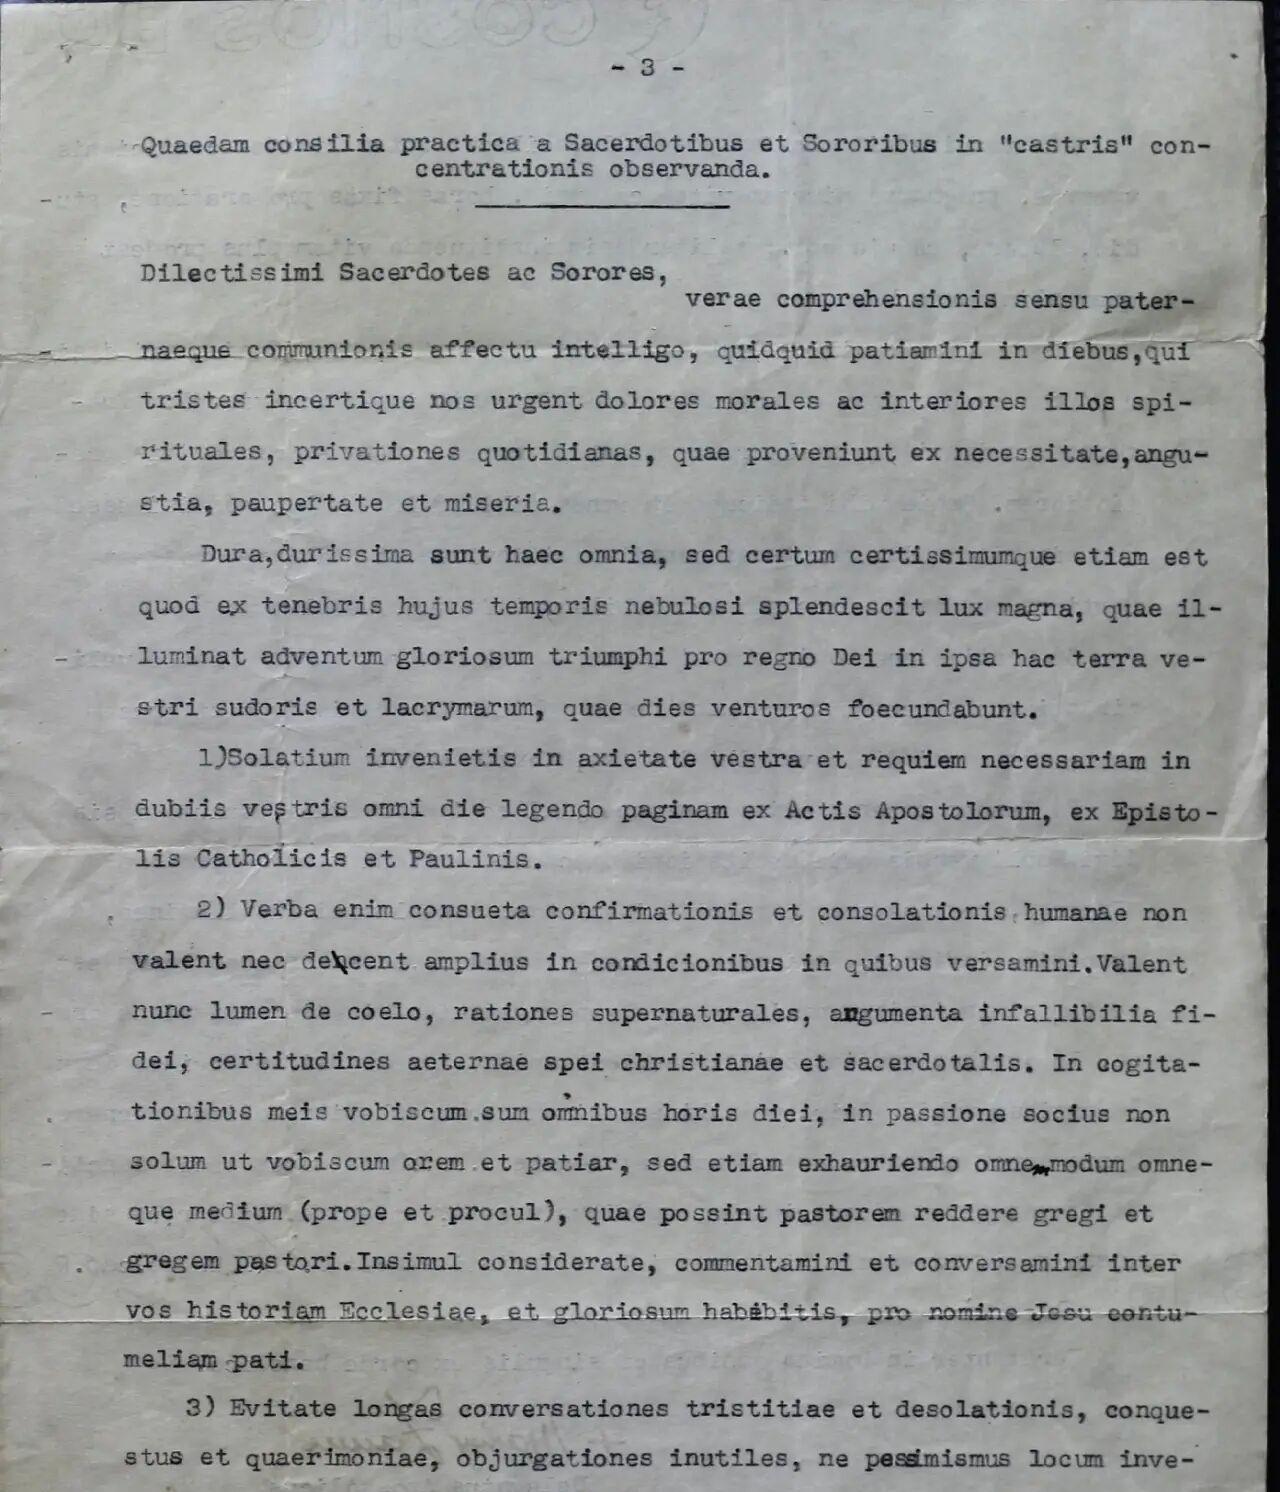 - 3 -
Quaedam consilia practica a Sacerdotibus et Sororibus in "castris" con-
centrationis observanda.
Dilectissimi Sacerdotes ac Sorores,
verae comprehensionis sensu pater-
naeque communionis affectu intelligo, quidquid patiamini in diebus,qui
tristes incertique nos urgent dolores morales ac interiores illos spi-
rituales, privationes quotidianas, quae proveniunt ex necessitate,angu-
stia, paupertate et miseria.
Dura,durissima sunt haec omnia, sed certum certissimumque etiam est
quod ex tenebris hujus temporis nebulosi splendescit lux magna, quae il-
luminat adventum gloriosum triumphi pro regno Dei in ipsa hac terra ve-
stri sudoris et lacrymarum, quae dies venturos foecundabunt.
1)Solatium invenietis in axietate vestra et requiem necessariam in
dubiis vestris omni die legendo paginam ex Actis Apostolorum, ex Episto-
lis Catholicis et Paulinis.
2) Verba enim consueta confirmationis et consolationis humanae non
valent nec decent amplius in condicionibus in quibus versamini.Valent
nunc lumen de coelo, rationes supernaturales, argumenta infallibilia fi-
dei, certitudines aeternae spei christianae et sacerdotalis. In cogita-
tionibus meis vobiscum sum omnibus horis diei, in passione socius non
solum ut vobiscum orem et patiar, sed etiam exhauriendo omne modum omne-
que medium (prope et procul), quae possint pastorem reddere gregi et
gregem pastori.Insimul considerate, commentamini et conversamini inter
vos historiam Ecclesiae, et gloriosum habebitis, pro nomine Jesu contu-
meliam pati.
3) Evitate longas conversationes tristitiae et desolationis, conque-
stus et quaerimoniae, objurgationes inutiles, ne pessimismus locum inve-